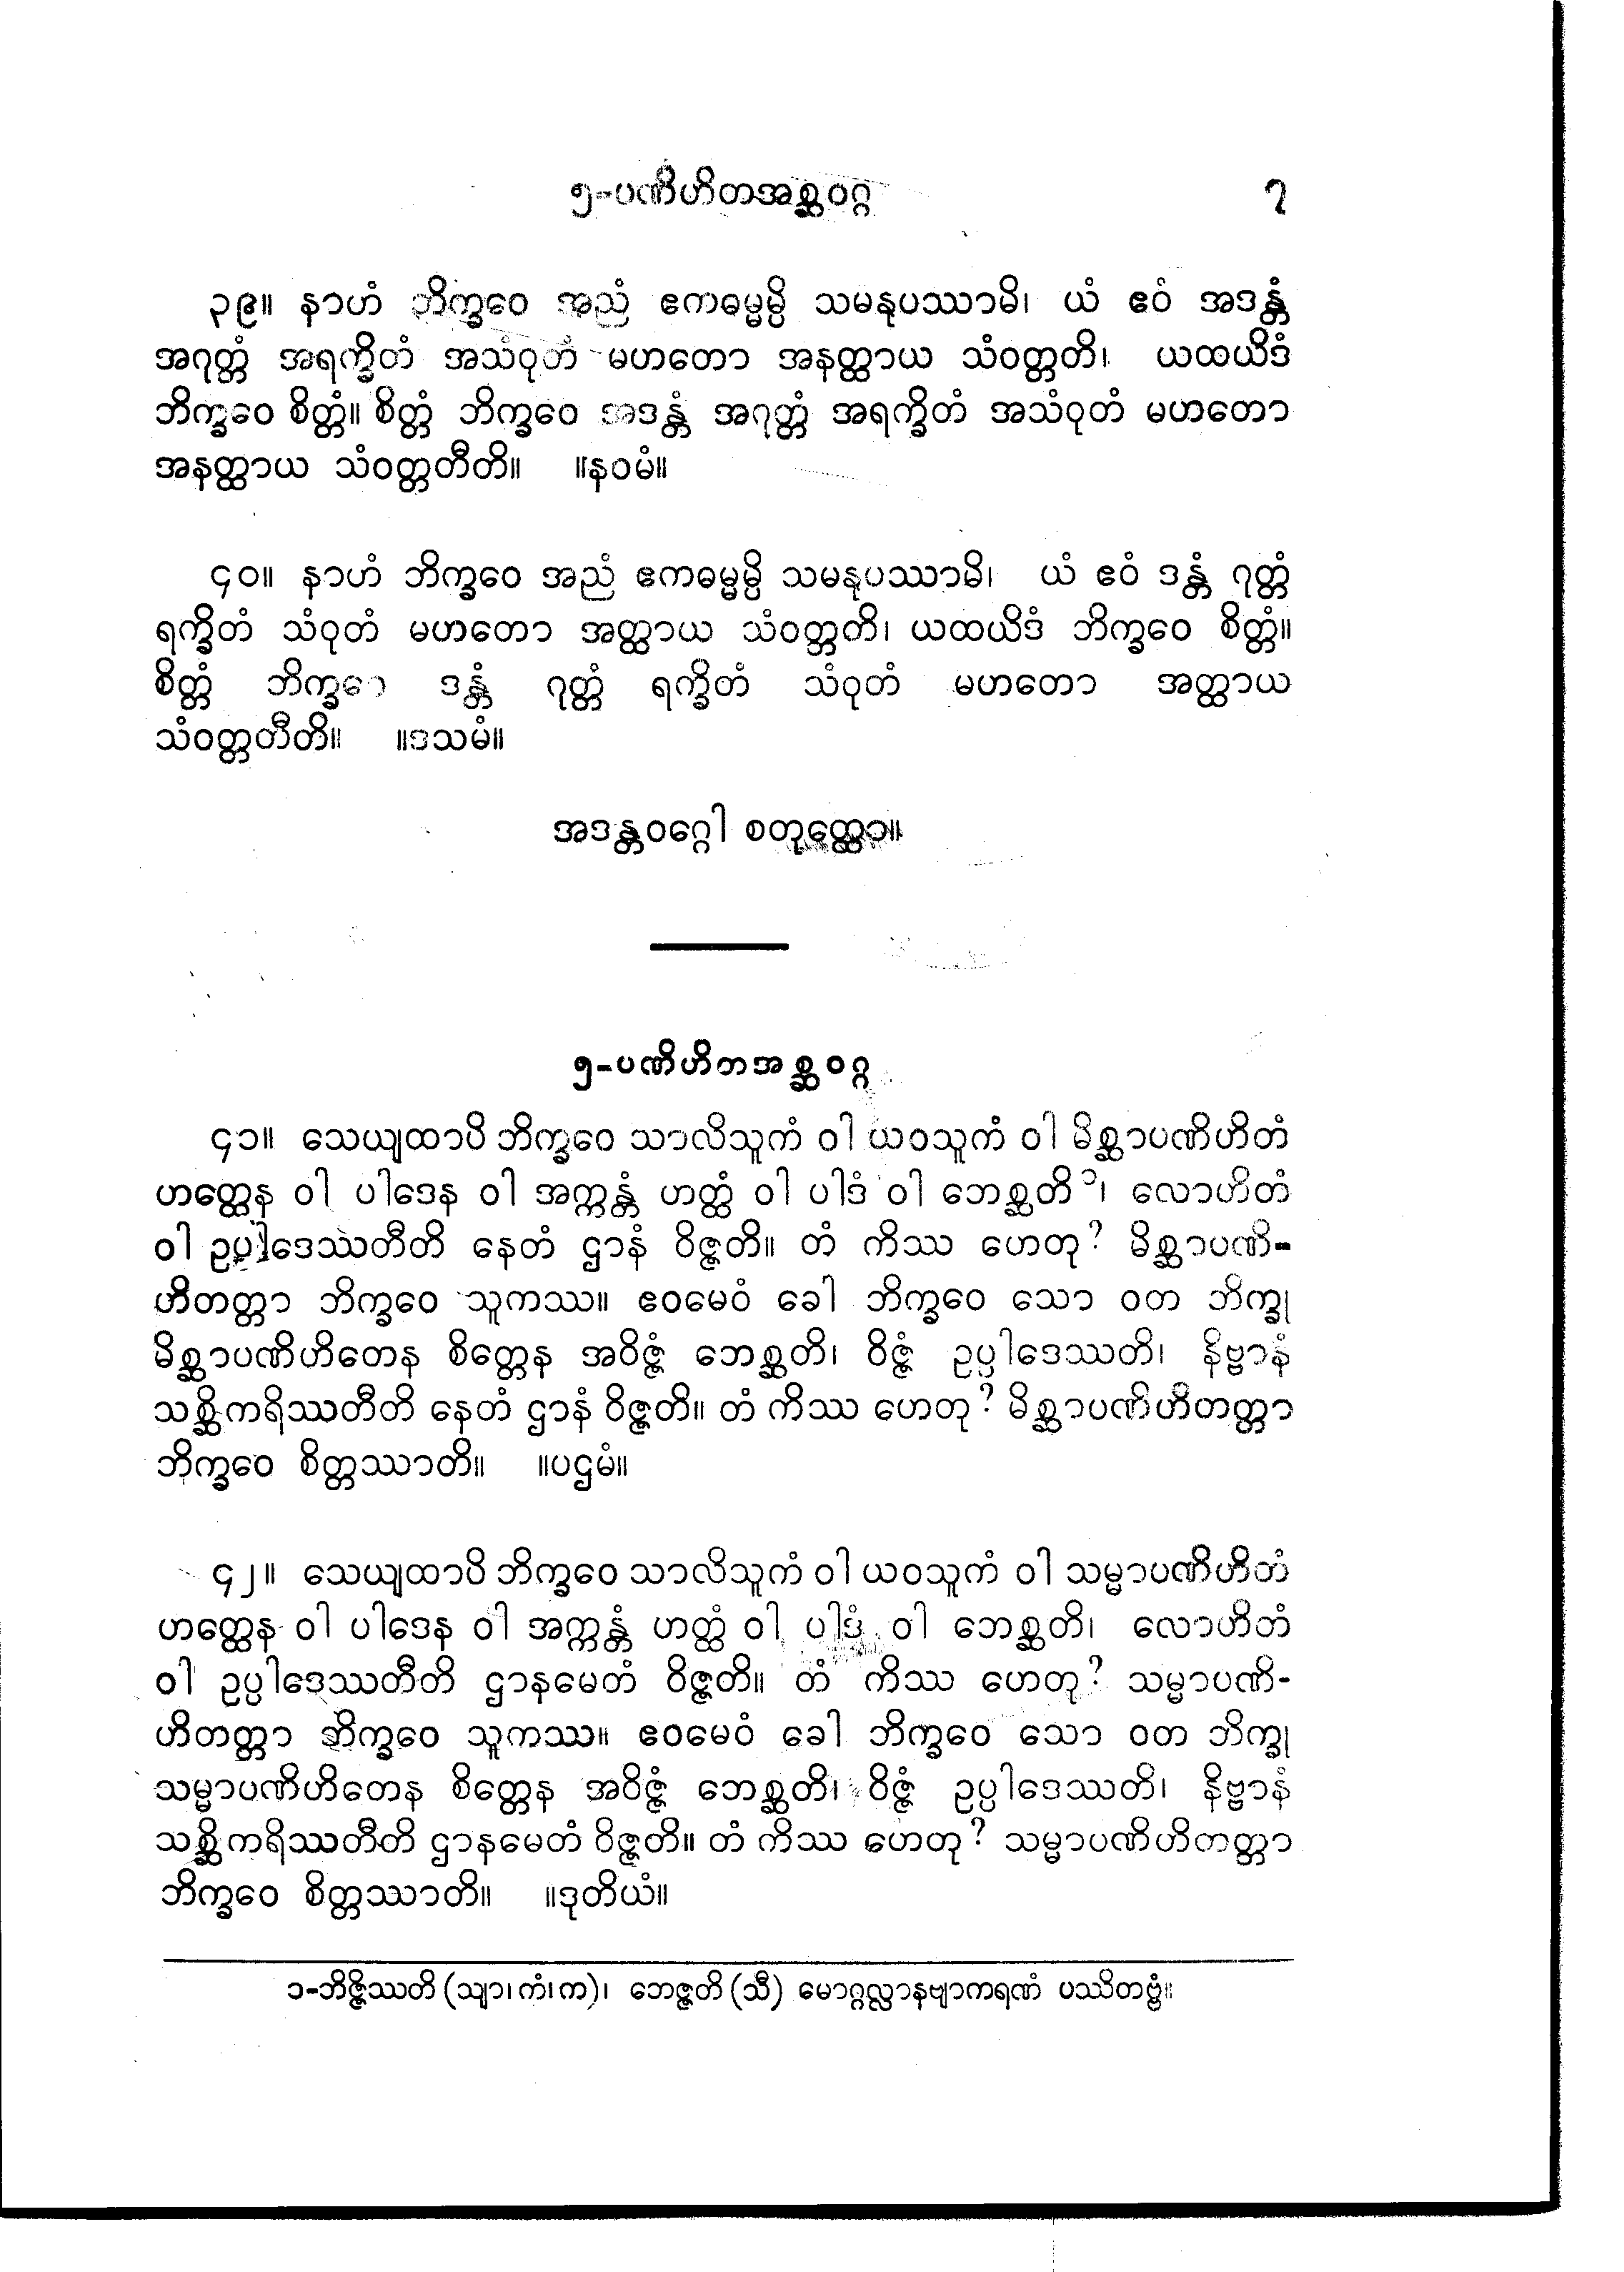 ၅-ပဏိဟိတအစ္ဆဝဂ္ဂ ၇
၃၉။ နာဟံ ဘိက္ခဝေ အညံ ဧကဓမ္မမ္ပိ သမနုပဿာမိ၊ ယံ ဧဝံ အဒန္တံ
အဂုတ္တံ အရက္ခိတံ အသံဝုတံ မဟတော အနတ္ထာယ သံဝတ္တတိ၊ ယထယိဒံ
ဘိက္ခဝေ စိတ္တံ။ စိတ္တံ ဘိက္ခဝေ အဒန္တံ အဂုတ္တံ အရက္ခိတံ အသံဝုတံ မဟတော
အနတ္ထာယ သံဝတ္တတီတိ။ ။နဝမံ။
၄၀။ နာဟံ ဘိက္ခဝေ အညံ ဧကဓမ္မမ္ပိ သမနုပဿာမိ၊ ယံ ဧဝံ ဒန္တံ ဂုတ္တံ
ရက္ခိတံ သံဝုတံ မဟတော အတ္ထာယ သံဝတ္တတိ၊ ယထယိဒံ ဘိက္ခဝေ စိတ္တံ။
စိတ္တံ ဘိက္ခဝေ ဒန္တံ ဂုတ္တံ ရက္ခိတံ သံဝုတံ မဟတော အတ္ထာယ
သံဝတ္တတီတိ။ ။ဒသမံ။
အဒန္တဝဂ္ဂေါ စတုတ္ထော။
၅-ပဏိဟိတအစ္ဆဝဂ္ဂ
၄၁။ သေယျထာပိ ဘိက္ခဝေ သာလိသူကံ ဝါ ယဝသူကံ ဝါ မိစ္ဆာပဏိဟိတံ
ဟတ္ထေန ဝါ ပါဒေန ဝါ အက္ကန္တံ ဟတ္ထံ ဝါ ပါဒံ ဝါ ဘေစ္ဆတိ ၁၊ လောဟိတံ
ဝါ ဥပ္ပါဒေဿတီတိ နေတံ ဌာနံ ဝိဇ္ဇတိ။ တံ ကိဿ ဟေတု? မိစ္ဆာပဏိ-
ဟိတတ္တာ ဘိက္ခဝေ သူကဿ။ ဧဝမေဝံ ခေါ ဘိက္ခဝေ သော ဝတ ဘိက္ခု
မိစ္ဆာပဏိဟိတေန စိတ္တေန အဝိဇ္ဇံ ဘေစ္ဆတိ၊ ဝိဇ္ဇံ ဥပ္ပါဒေဿတိ၊ နိဗ္ဗာနံ
သစ္ဆိကရိဿတီတိ နေတံ ဌာနံ ဝိဇ္ဇတိ။ တံ ကိဿ ဟေတု? မိစ္ဆာပဏိဟိတတ္တာ
ဘိက္ခဝေ စိတ္တဿာတိ။ ။ပဌမံ။
၄၂။ သေယျထာပိ ဘိက္ခဝေ သာလိသူကံ ဝါ ယဝသူကံ ဝါ သမ္မာပဏိဟိတံ
ဟတ္ထေန ဝါ ပါဒေန ဝါ အက္ကန္တံ ဟတ္ထံ ဝါ ပါဒံ ဝါ ဘေစ္ဆတိ၊ လောဟိတံ
ဝါ ဥပ္ပါဒေဿတီတိ ဌာနမေတံ ဝိဇ္ဇတိ။ တံ ကိဿ ဟေတု? သမ္မာပဏိ-
ဟိတတ္တာ ဘိက္ခဝေ သူကဿ။ ဧဝမေဝံ ခေါ ဘိက္ခဝေ သော ဝတ ဘိက္ခု
သမ္မာပဏိဟိတေန စိတ္တေန အဝိဇ္ဇံ ဘေစ္ဆတိ၊ ဝိဇ္ဇံ ဥပ္ပါဒေဿတိ၊ နိဗ္ဗာနံ
သစ္ဆိကရိဿတီတိ ဌာနမေတံ ဝိဇ္ဇတိ။ တံ ကိဿ ဟေတု? သမ္မာပဏိဟိတတ္တာ
ဘိက္ခဝေ စိတ္တဿာတိ။ ။ဒုတိယံ။
၁-ဘိဇ္ဇိဿတိ (သျာ၊ ကံ၊ က)၊ ဘေဇ္ဇတိ (သီ) မောဂ္ဂလ္လာနဗျာကရဏံ ပဿိတဗ္ဗံ။